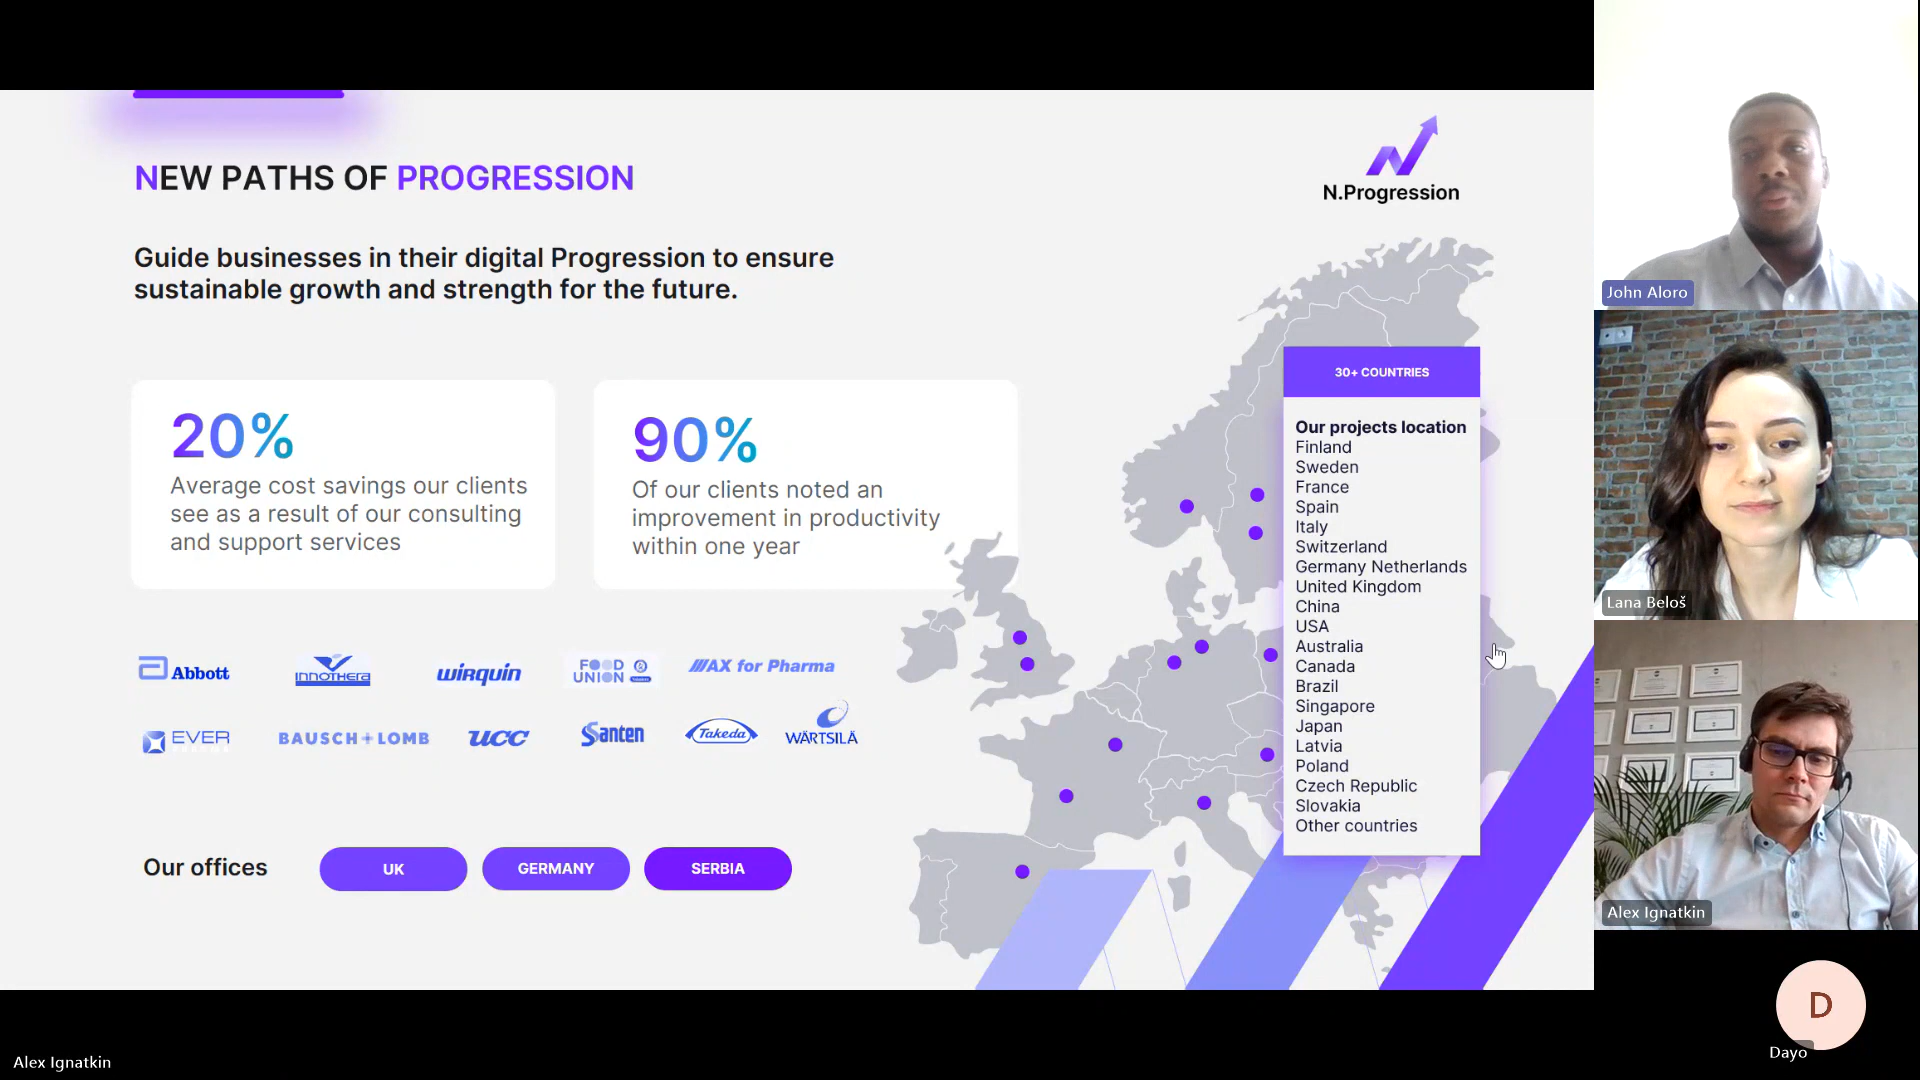 NEW PATHS OF PROGRESSION
N.Progression
Guide businesses in their digital Progression to ensure
sustainable growth and strength for the future.
20%
Average cost savings our clients
see as a result of our consulting
and support services
90%
Of our clients noted an
improvement in productivity
within one year
30+ COUNTRIES
Our projects location
Finland
Sweden
France
Spain
Italy
Switzerland
Germany Netherlands
United Kingdom
China
USA
Australia
Canada
Brazil
Singapore
Japan
Latvia
Poland
Czech Republic
Slovakia
Other countries
Abbott
INNOTHERA
wirquin
FOOD
UNION
AX for Pharma
EVER
BAUSCH+LOMB
UCC
Santen
Takeda
WÄRTSILÄ
Our offices
UK
GERMANY
SERBIA
John Aloro
Lana Beloš
Alex Ignatkin
D
Dayo
Alex Ignatkin